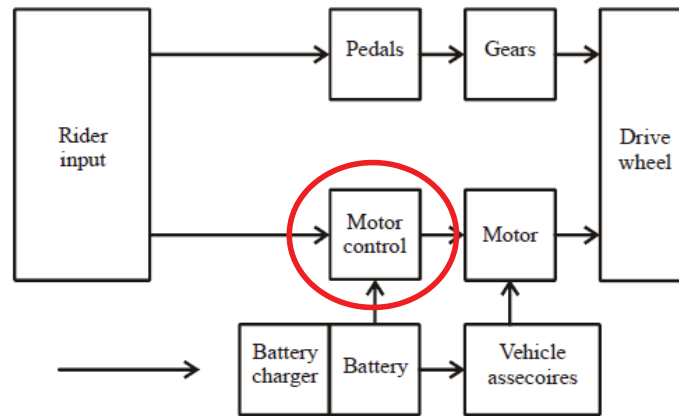 Pedals
Gears
Rider
input
Drive
wheel
Motor
control
Motor
Battery
charger
Battery
Vehicle
assecoires